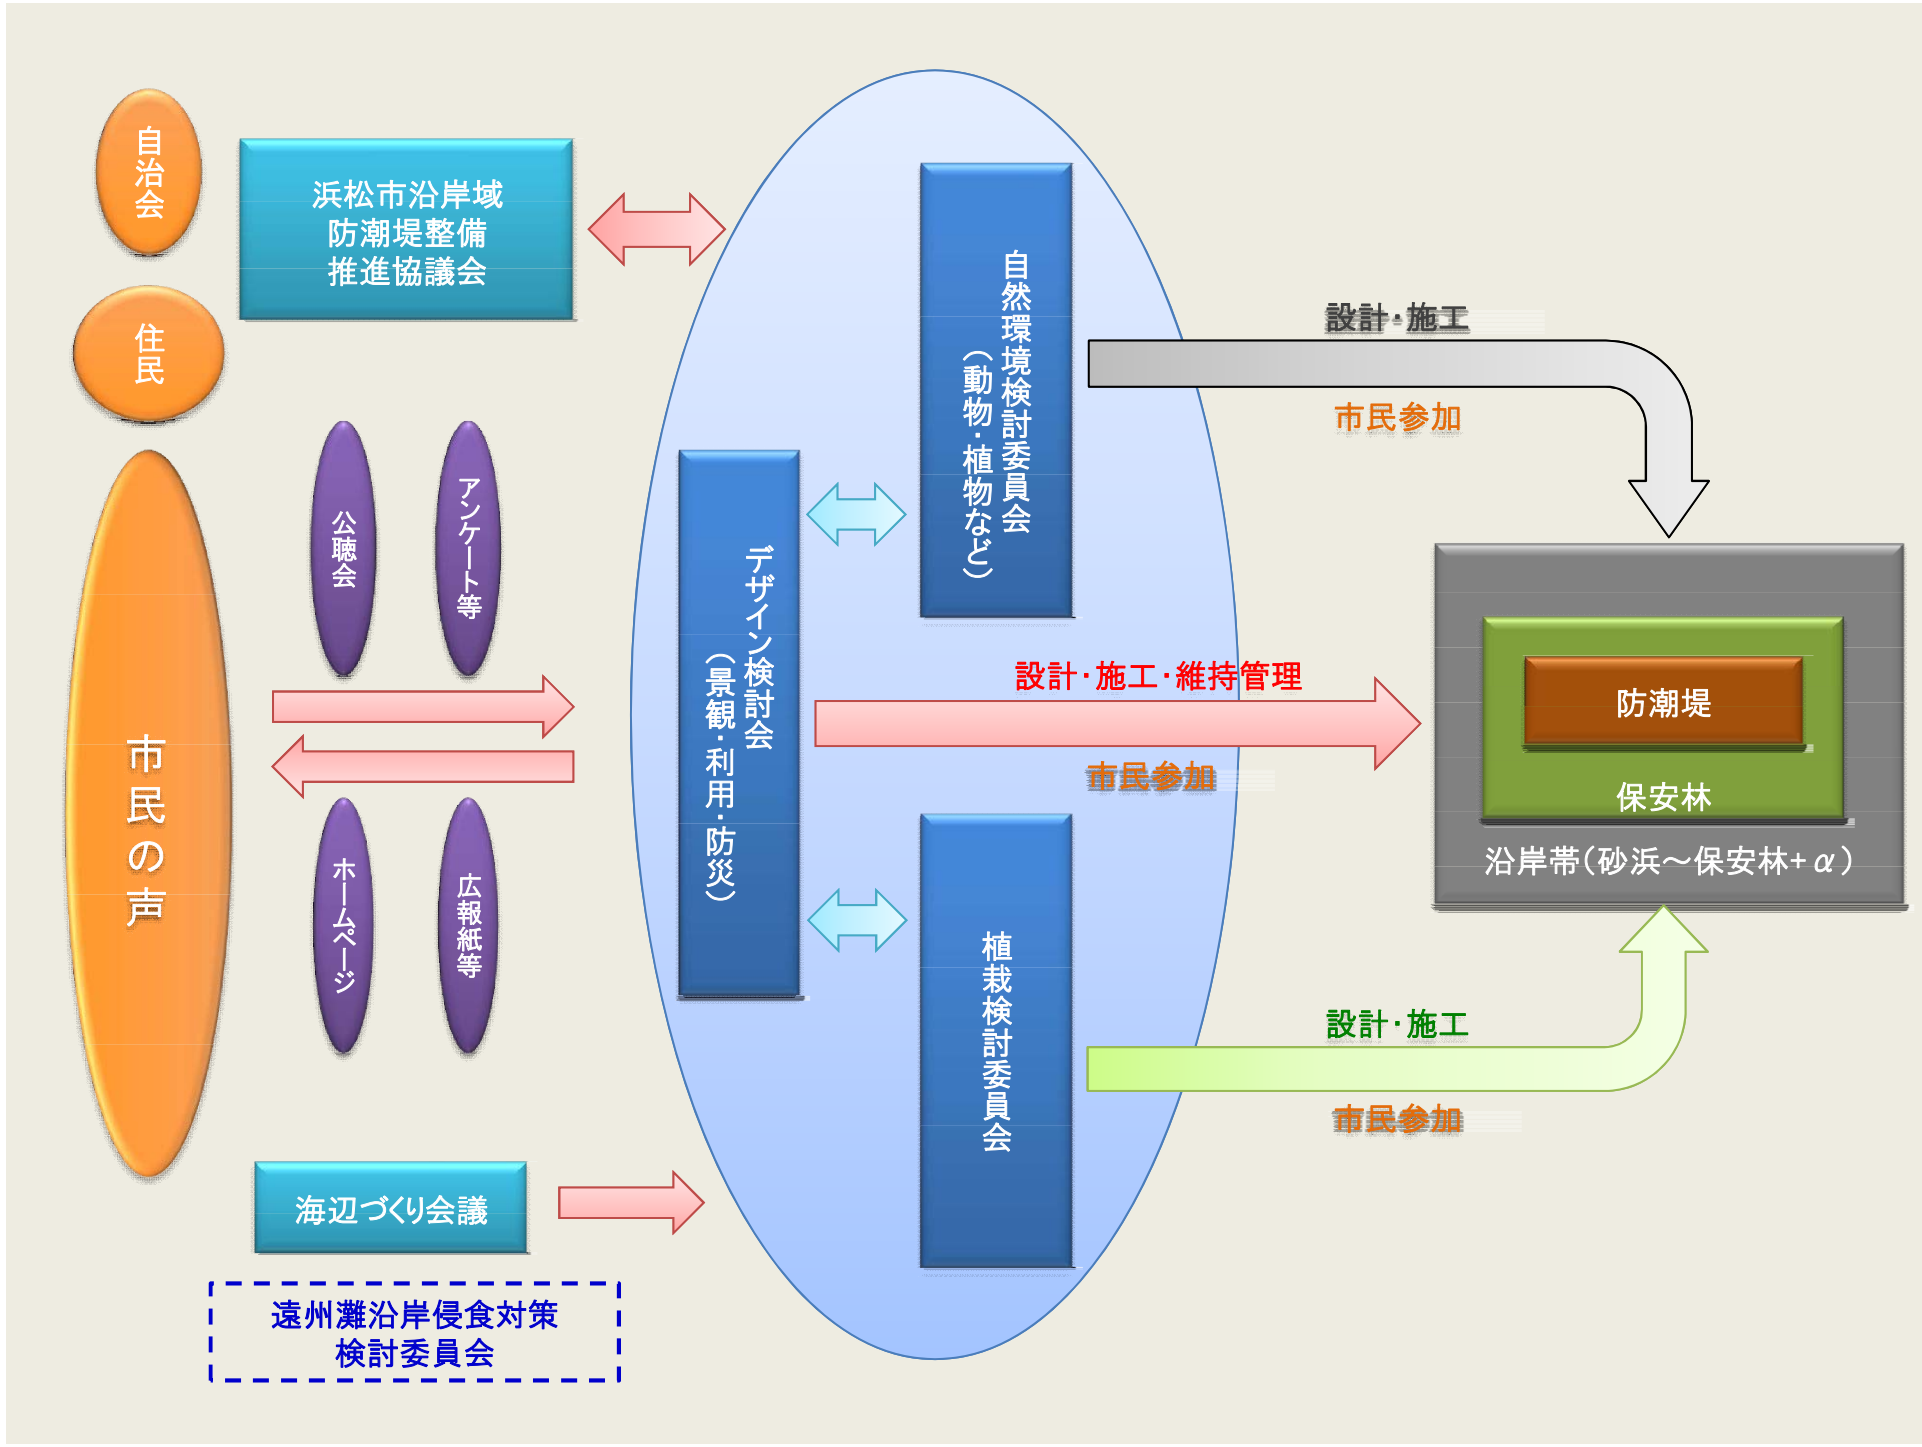 自治会
住民
市民の声
浜松市沿岸域
防潮堤整備
推進協議会
公聴会
アンケート等
ホームページ
広報紙等
海辺づくり会議
遠州灘沿岸侵食対策
検討委員会
デザイン検討会
（景観・利用・防災）
自然環境検討委員会
（動物・植物など）
植栽検討委員会
設計・施工
市民参加
設計・施工・維持管理
市民参加
設計・施工
市民参加
防潮堤
保安林
沿岸帯（砂浜～保安林+α）